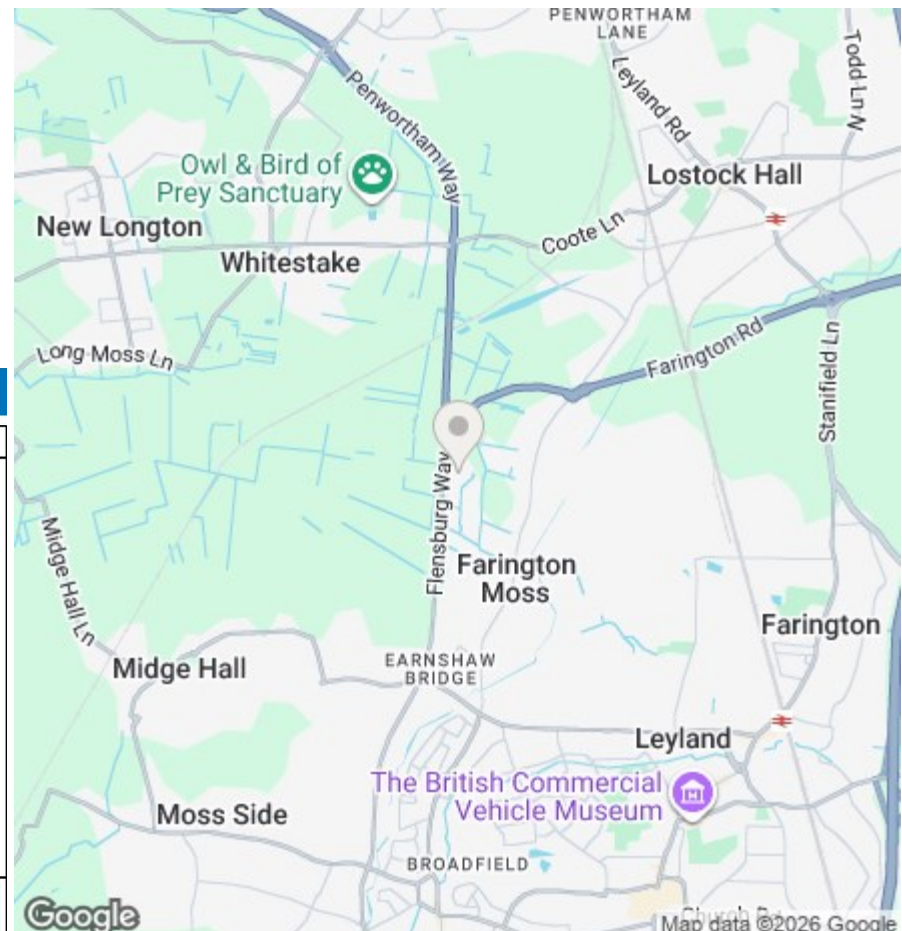 PENWORTHAM
LANE
Leyland Rd
Todd Ln N
Penwortham Way
Owl & Bird of
Prey Sanctuary
Lostock Hall
New Longton
Coote Ln
Whitestake
Long Moss Ln
Farington Rd
Stanifield Ln
Flensburg Way
Farington
Moss
Midge Hall Ln
Farington
EARNSHAW
BRIDGE
Midge Hall
Leyland
The British Commercial
Vehicle Museum
Moss Side
BROADFIELD
Church Rd
Google
Map data ©2026 Google